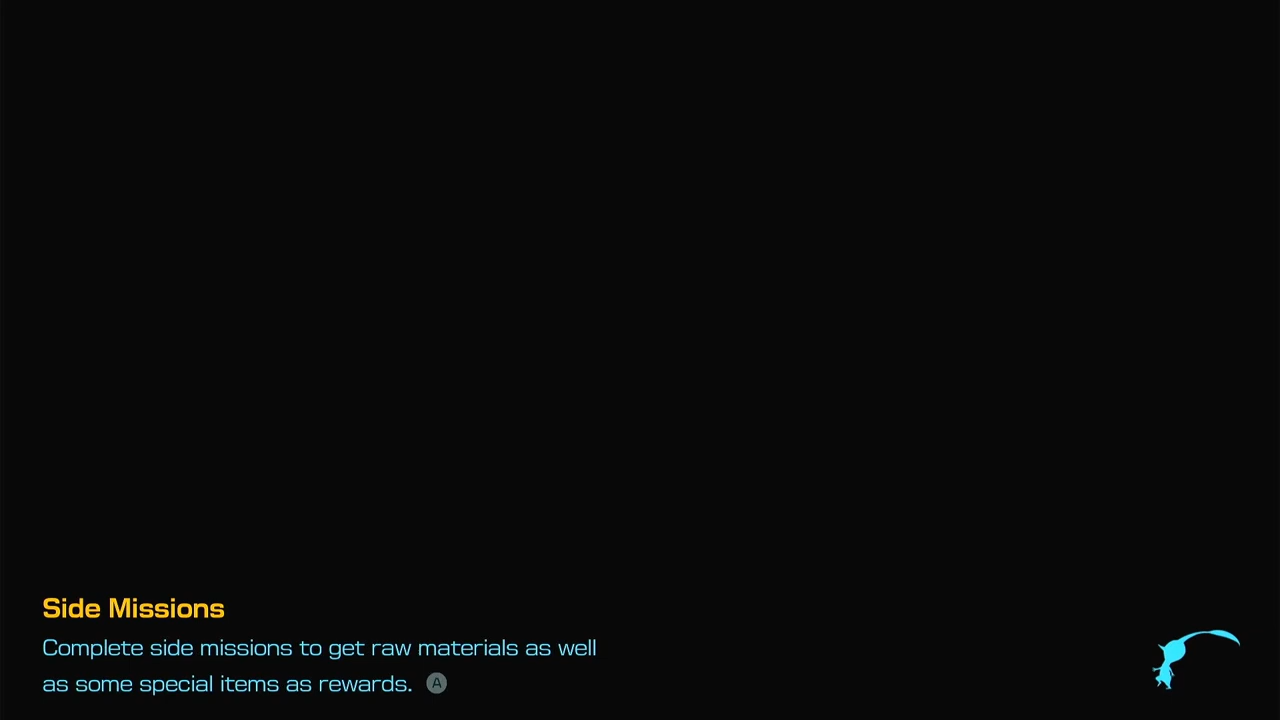 Side Missions
Complete side missions to get raw materials as well
as some special items as rewards. A